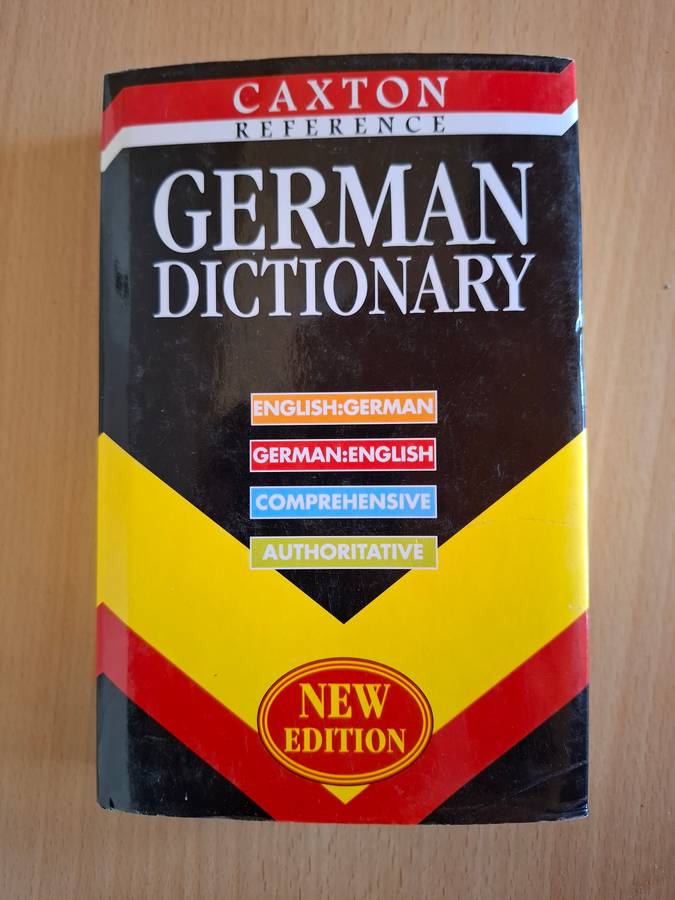 CAXTON
REFERENCE
GERMAN
DICTIONARY
ENGLISH:GERMAN
GERMAN:ENGLISH
COMPREHENSIVE
AUTHORITATIVE
NEW
EDITION